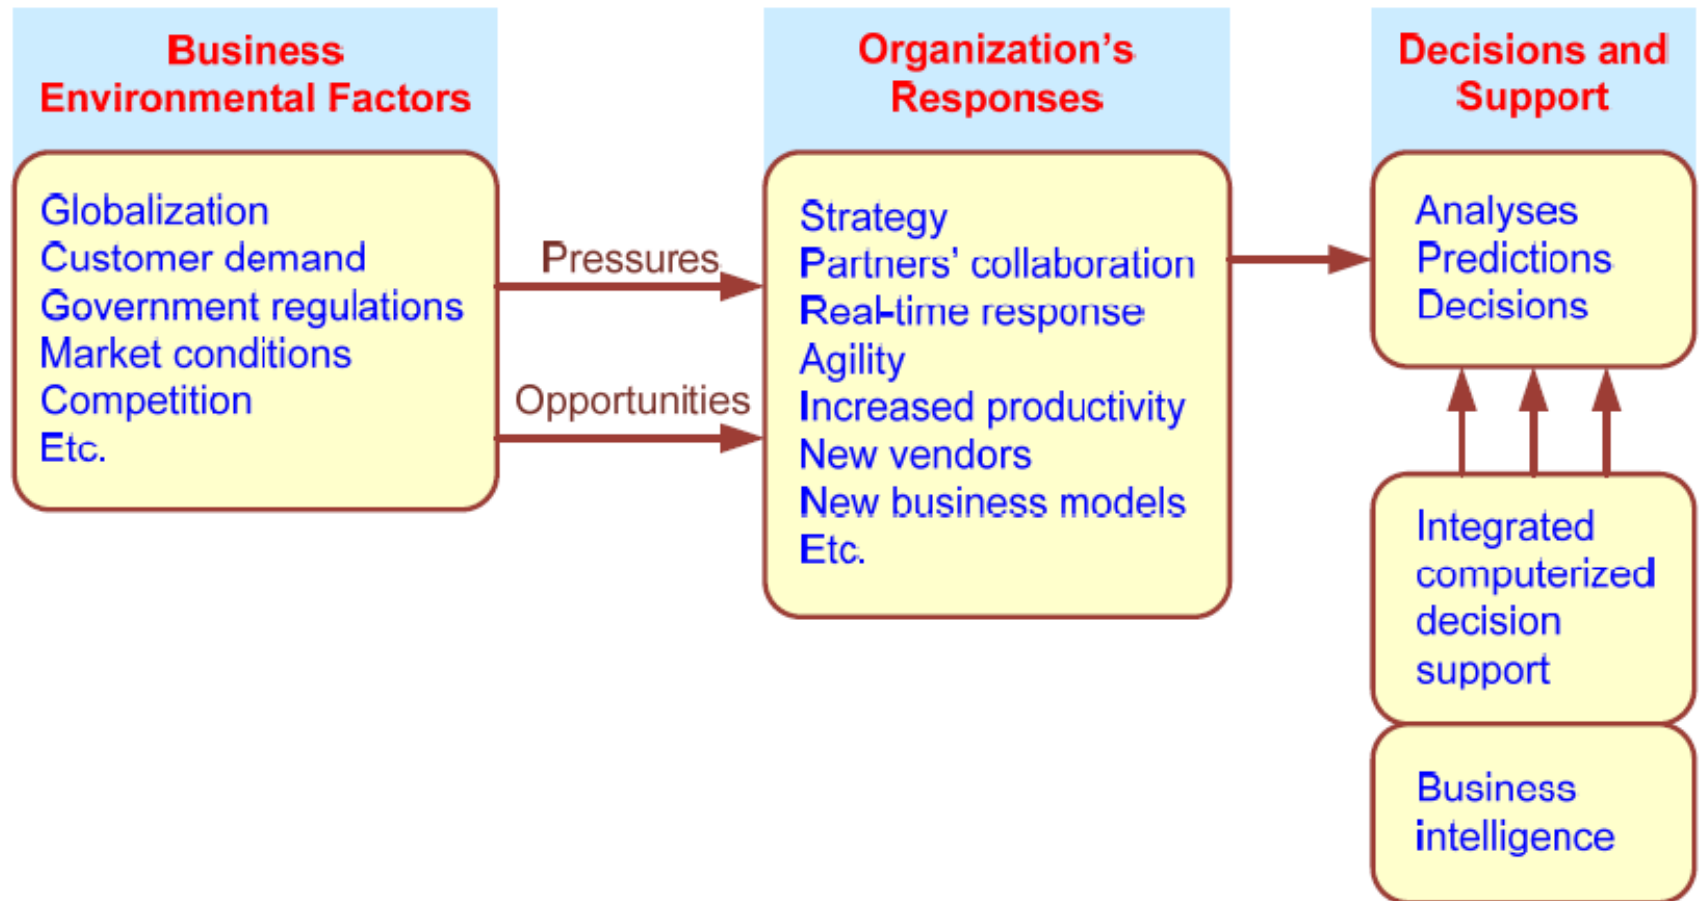 Business
Environmental Factors
Globalization
Customer demand
Government regulations
Market conditions
Competition
Etc.
Pressures
Opportunities
Organization's
Responses
Strategy
Partners' collaboration
Real-time response
Agility
Increased productivity
New vendors
New business models
Etc.
Decisions and
Support
Analyses
Predictions
Decisions
Integrated
computerized
decision
support
Business
intelligence